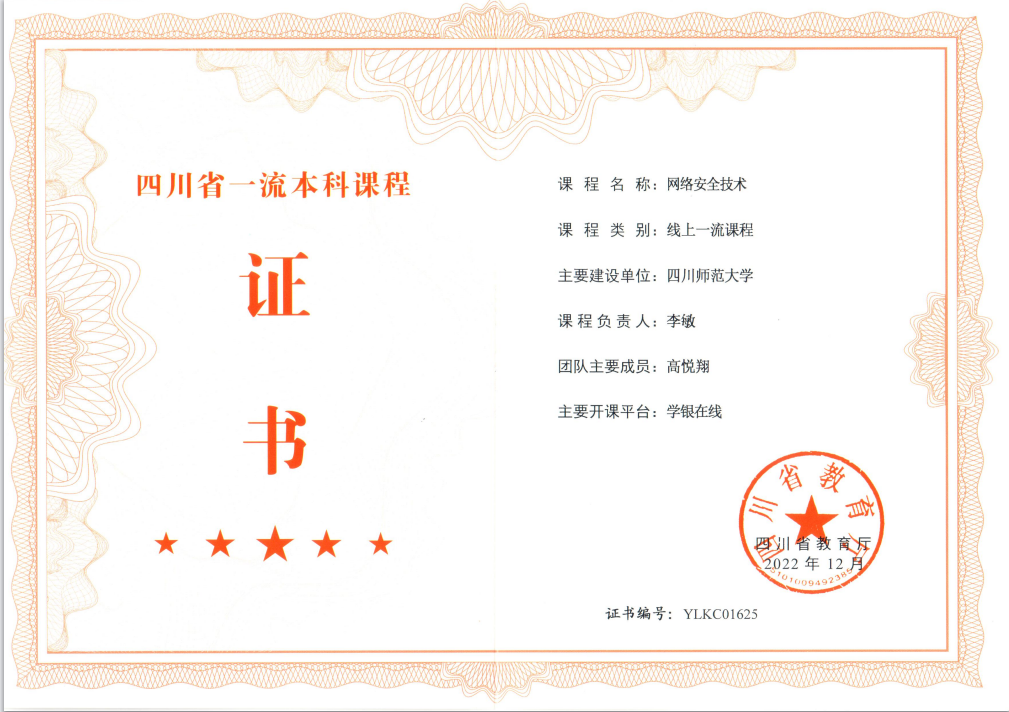 四川省一流本科课程
证
书
课程名称：网络安全技术
课程类别：线上一流课程
主要建设单位：四川师范大学
课程负责人：李敏
团队主要成员：高悦翔
主要开课平台：学银在线
四川省教育厅
四川省教育厅
2022 年 12 月
5101009492385
证书编号：YLKC01625